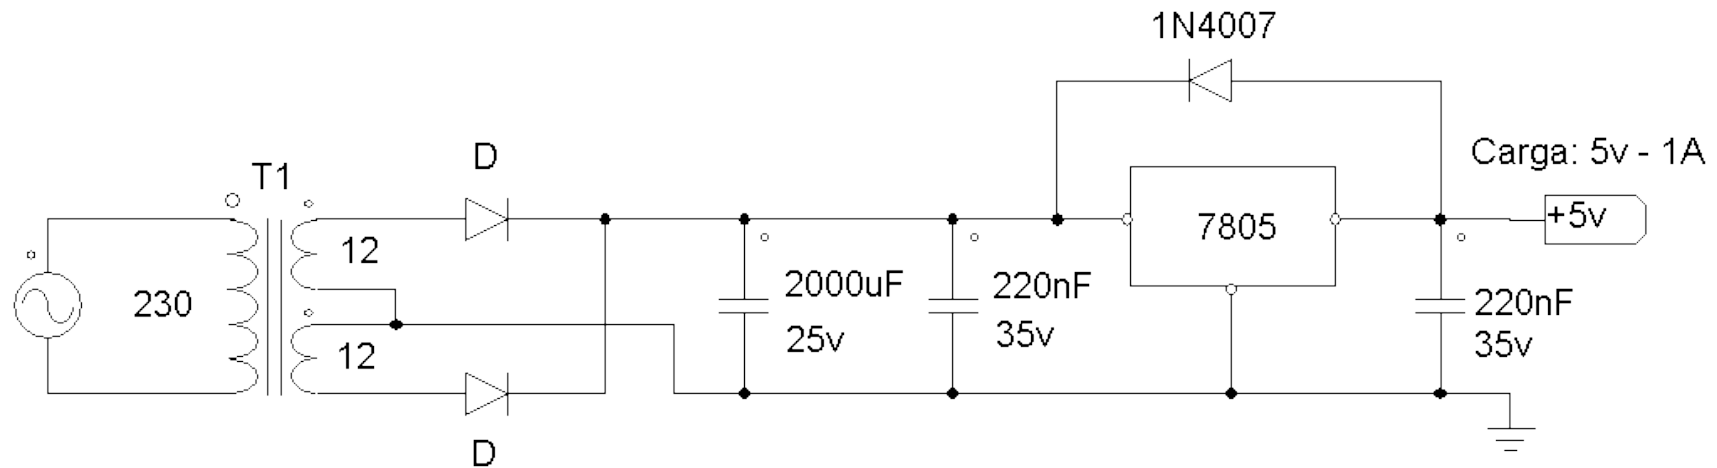 1N4007
Carga: 5v - 1A
D
T1
12
7805
+5v
230
2000uF
25v
220nF
35v
220nF
35v
12
D